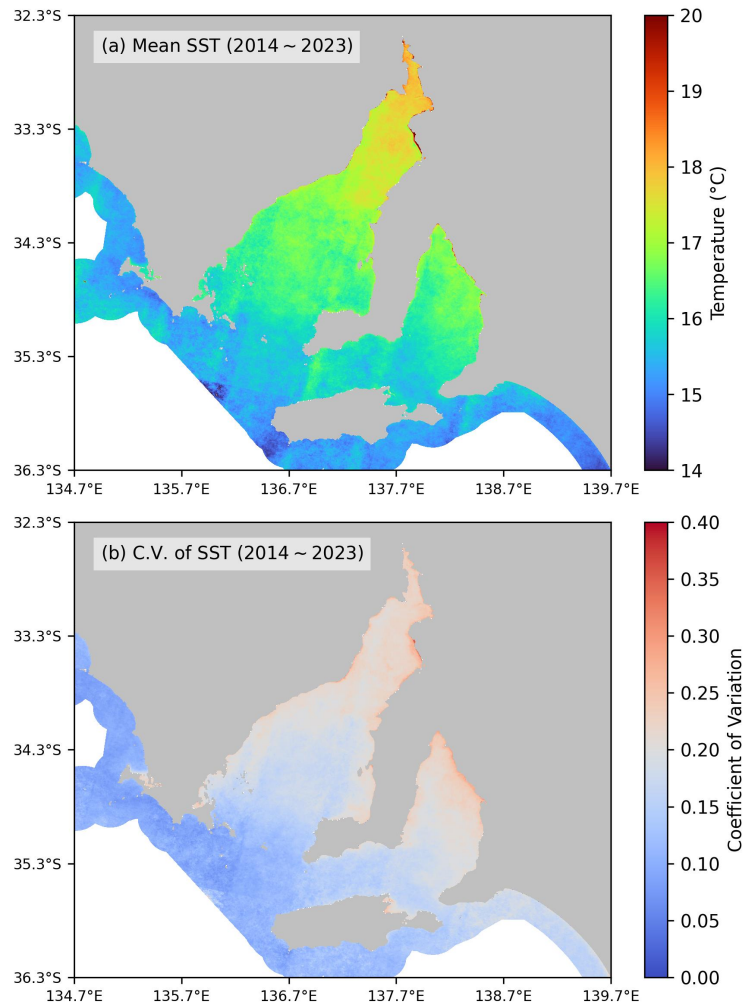 (a) Mean SST (2014 ~ 2023)
32.3°S
33.3°S
34.3°S
35.3°S
36.3°S
134.7°E 135.7°E 136.7°E 137.7°E 138.7°E 139.7°E
20
19
18
17
16
15
14
Temperature (°C)
(b) C.V. of SST (2014 ~ 2023)
32.3°S
33.3°S
34.3°S
35.3°S
36.3°S
134.7°E 135.7°E 136.7°E 137.7°E 138.7°E 139.7°E
0.40
0.35
0.30
0.25
0.20
0.15
0.10
0.05
0.00
Coefficient of Variation